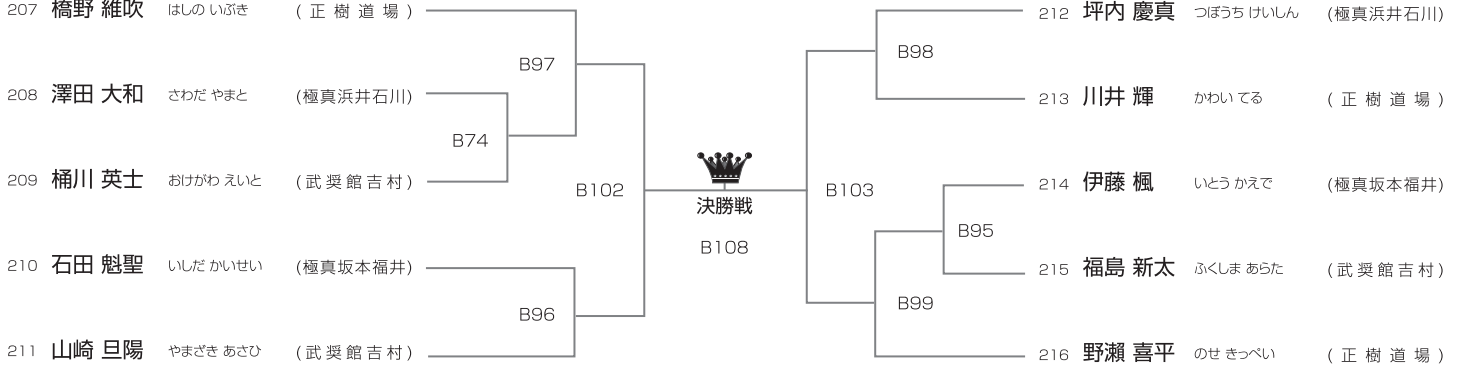 207 橋野 維吹 はしの いぶき (正樹道場)
B97
208 澤田 大和 さわだ やまと (極真浜井石川)
B74
209 桶川 英士 おけがわ えいと (武奨館吉村)
B102
210 石田 魁聖 いしだ かいせい (極真坂本福井)
B96
211 山崎 旦陽 やまざき あさひ (武奨館吉村)
決勝戦
B108
212 坪内 慶真 つぼうち けいしん (極真浜井石川)
B98
213 川井 輝 かわい てる (正樹道場)
B103
214 伊藤 楓 いとう かえで (極真坂本福井)
B95
215 福島 新太 ふくしま あらた (武奨館吉村)
B99
216 野瀬 喜平 のせ きっぺい (正樹道場)